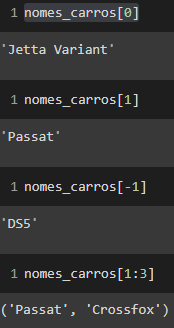 1 nomes_carros[0]
'Jetta Variant'
1 nomes_carros[1]
'Passat'
1 nomes_carros[-1]
'DS5'
1 nomes_carros[1:3]
('Passat', 'Crossfox')